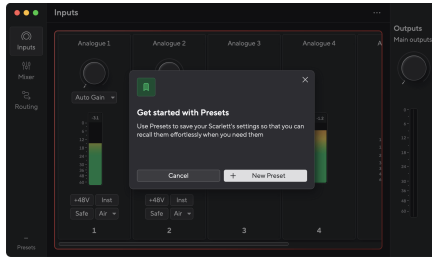 Inputs
...
Outputs
Main outputs
Inputs
Mixer
Routing
Presets
Analogue 1
Analogue 2
Analogue 3
Analogue 4
A
Auto Gain
Get started with Presets
Use Presets to save your Scarlett's settings so that you can
recall them effortlessly when you need them
Cancel
+ New Preset
+48V Inst
Safe Air
+48V Inst
Safe Air
1
2
3
4